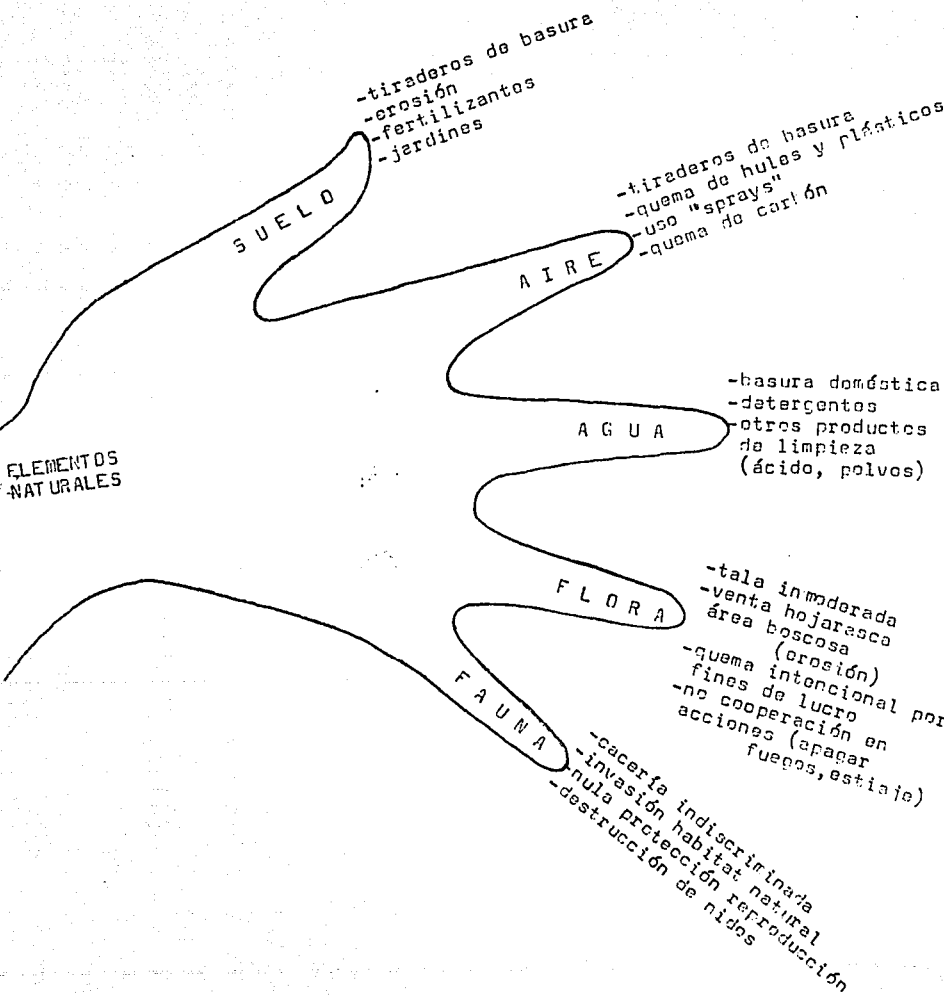 -tiraderos de basura
-erosión
-fertilizantes
-jardines
SUELO
-tiraderos de basura
-quema de hules y plásticos
-uso "sprays"
-quema de cartón
AIRE
-basura doméstica
-detergentes
-otros productos
de limpieza
(ácido, polvos)
AGUA
ELEMENTOS
NATURALES
-tala inmoderada
-venta hojarasca
área boscosa
(erosión)
-quema intencional por
fines de lucro
-no cooperación en
acciones (apagar
fuegos, estiaje)
FLORA
FAUNA
-cacería indiscriminada
-invasión habitat natural
-nula protección reproducción
-destrucción de nidos